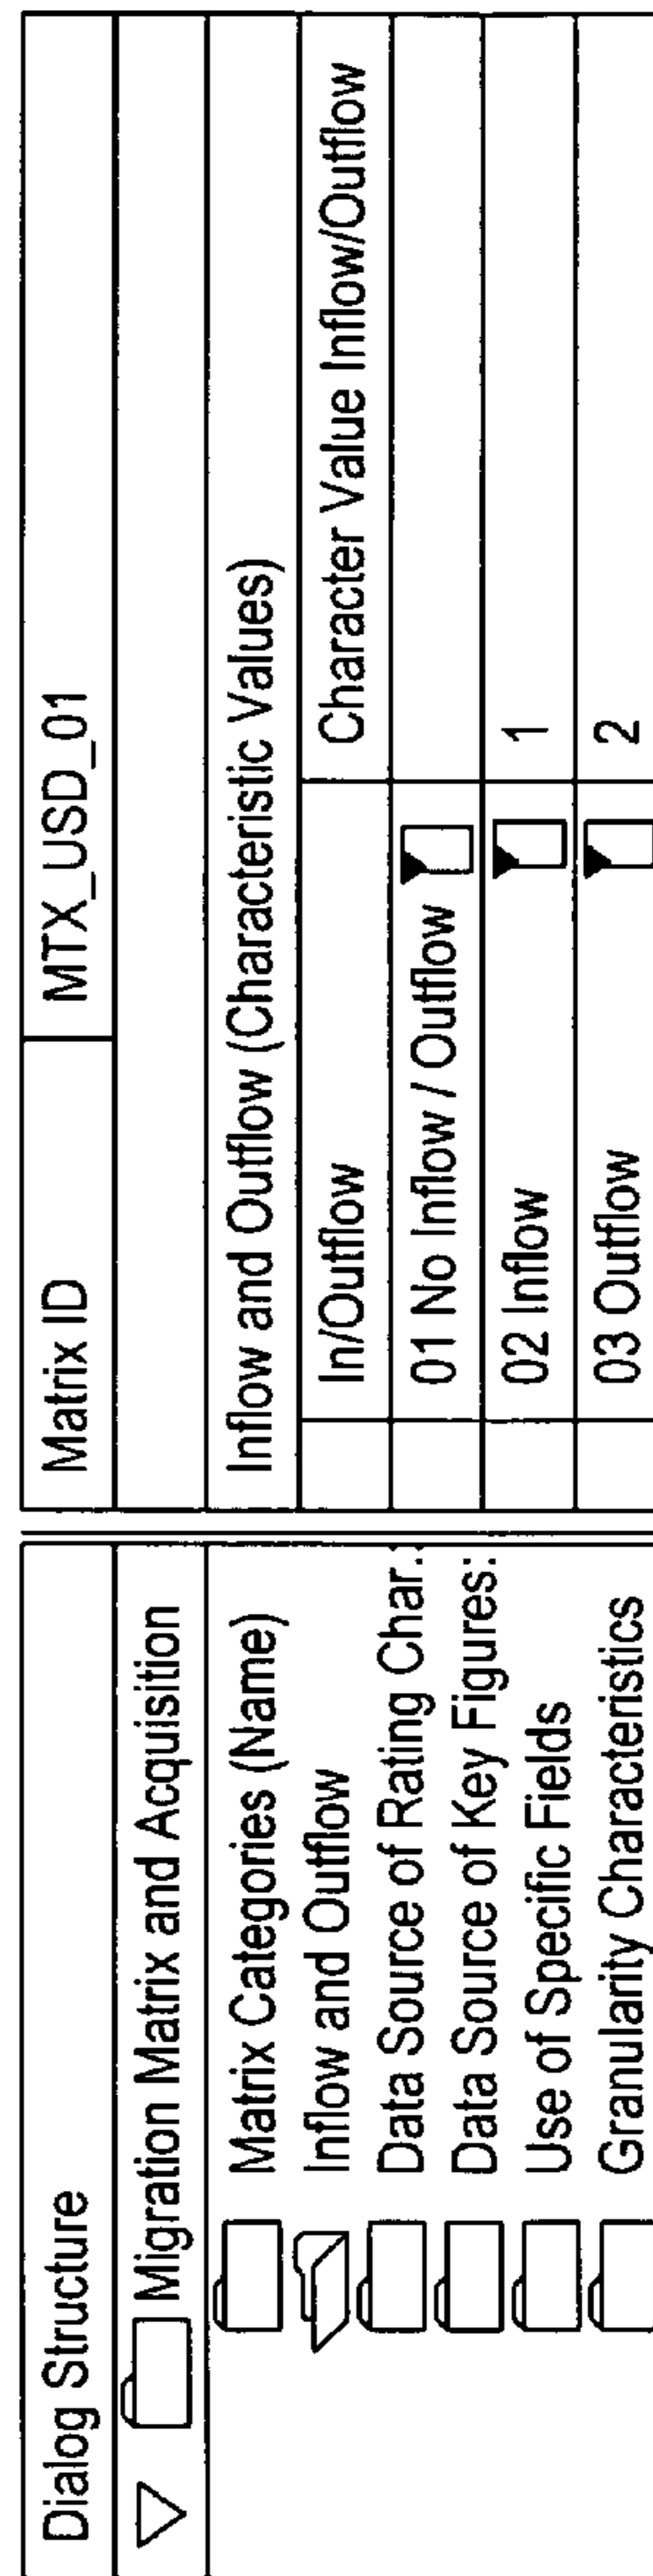 Dialog Structure
Migration Matrix and Acquisition
Matrix Categories (Name)
Inflow and Outflow
Data Source of Rating Char.:
Data Source of Key Figures:
Use of Specific Fields
Granularity Characteristics
Matrix ID MTX_USD_01
Inflow and Outflow (Characteristic Values)
In/Outflow Character Value Inflow/Outflow
01 No Inflow / Outflow
02 Inflow 1
03 Outflow 2